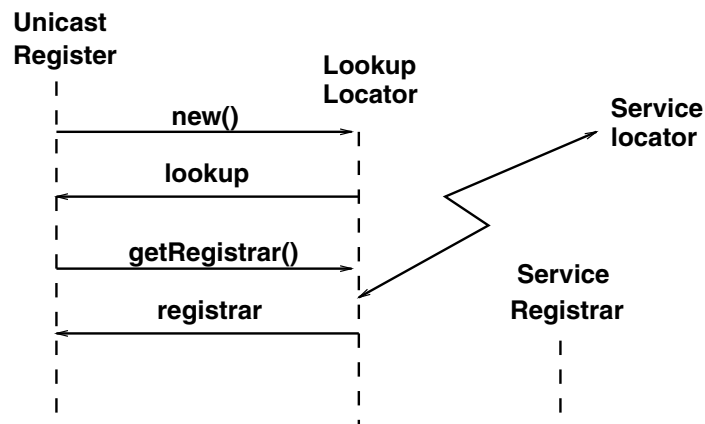 Unicast
Register
Lookup
Locator
Service
locator
new()
lookup
getRegistrar()
Service
Registrar
registrar